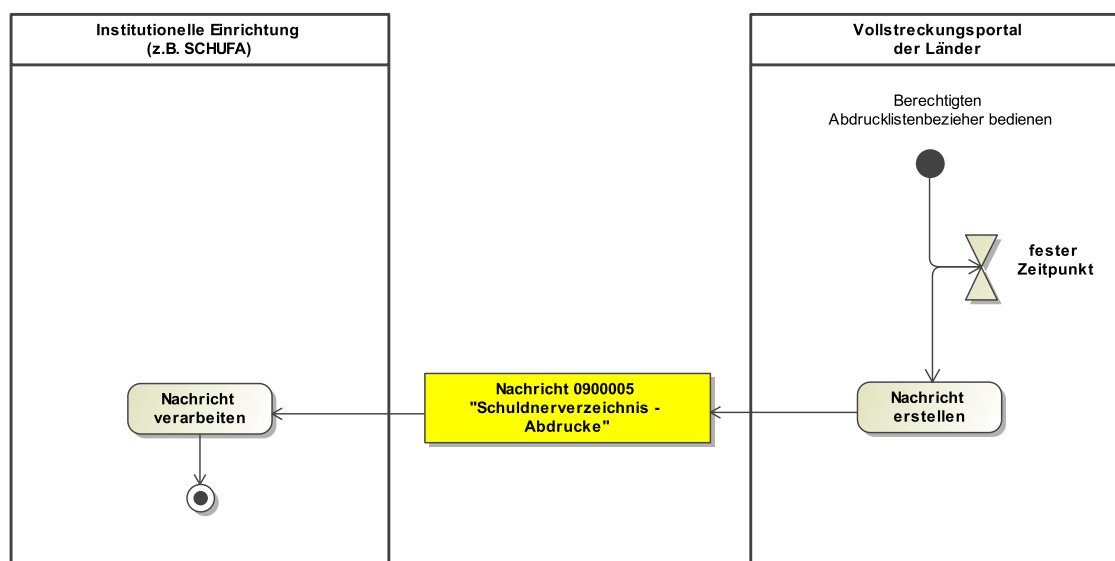 Institutionelle Einrichtung
(z.B. SCHUFA)
Vollstreckungsportal
der Länder
Berechtigten
Abdrucklistenbezieher bedienen
fester
Zeitpunkt
Nachricht
verarbeiten
Nachricht 0900005
"Schuldnerverzeichnis -
Abdrucke"
Nachricht
erstellen